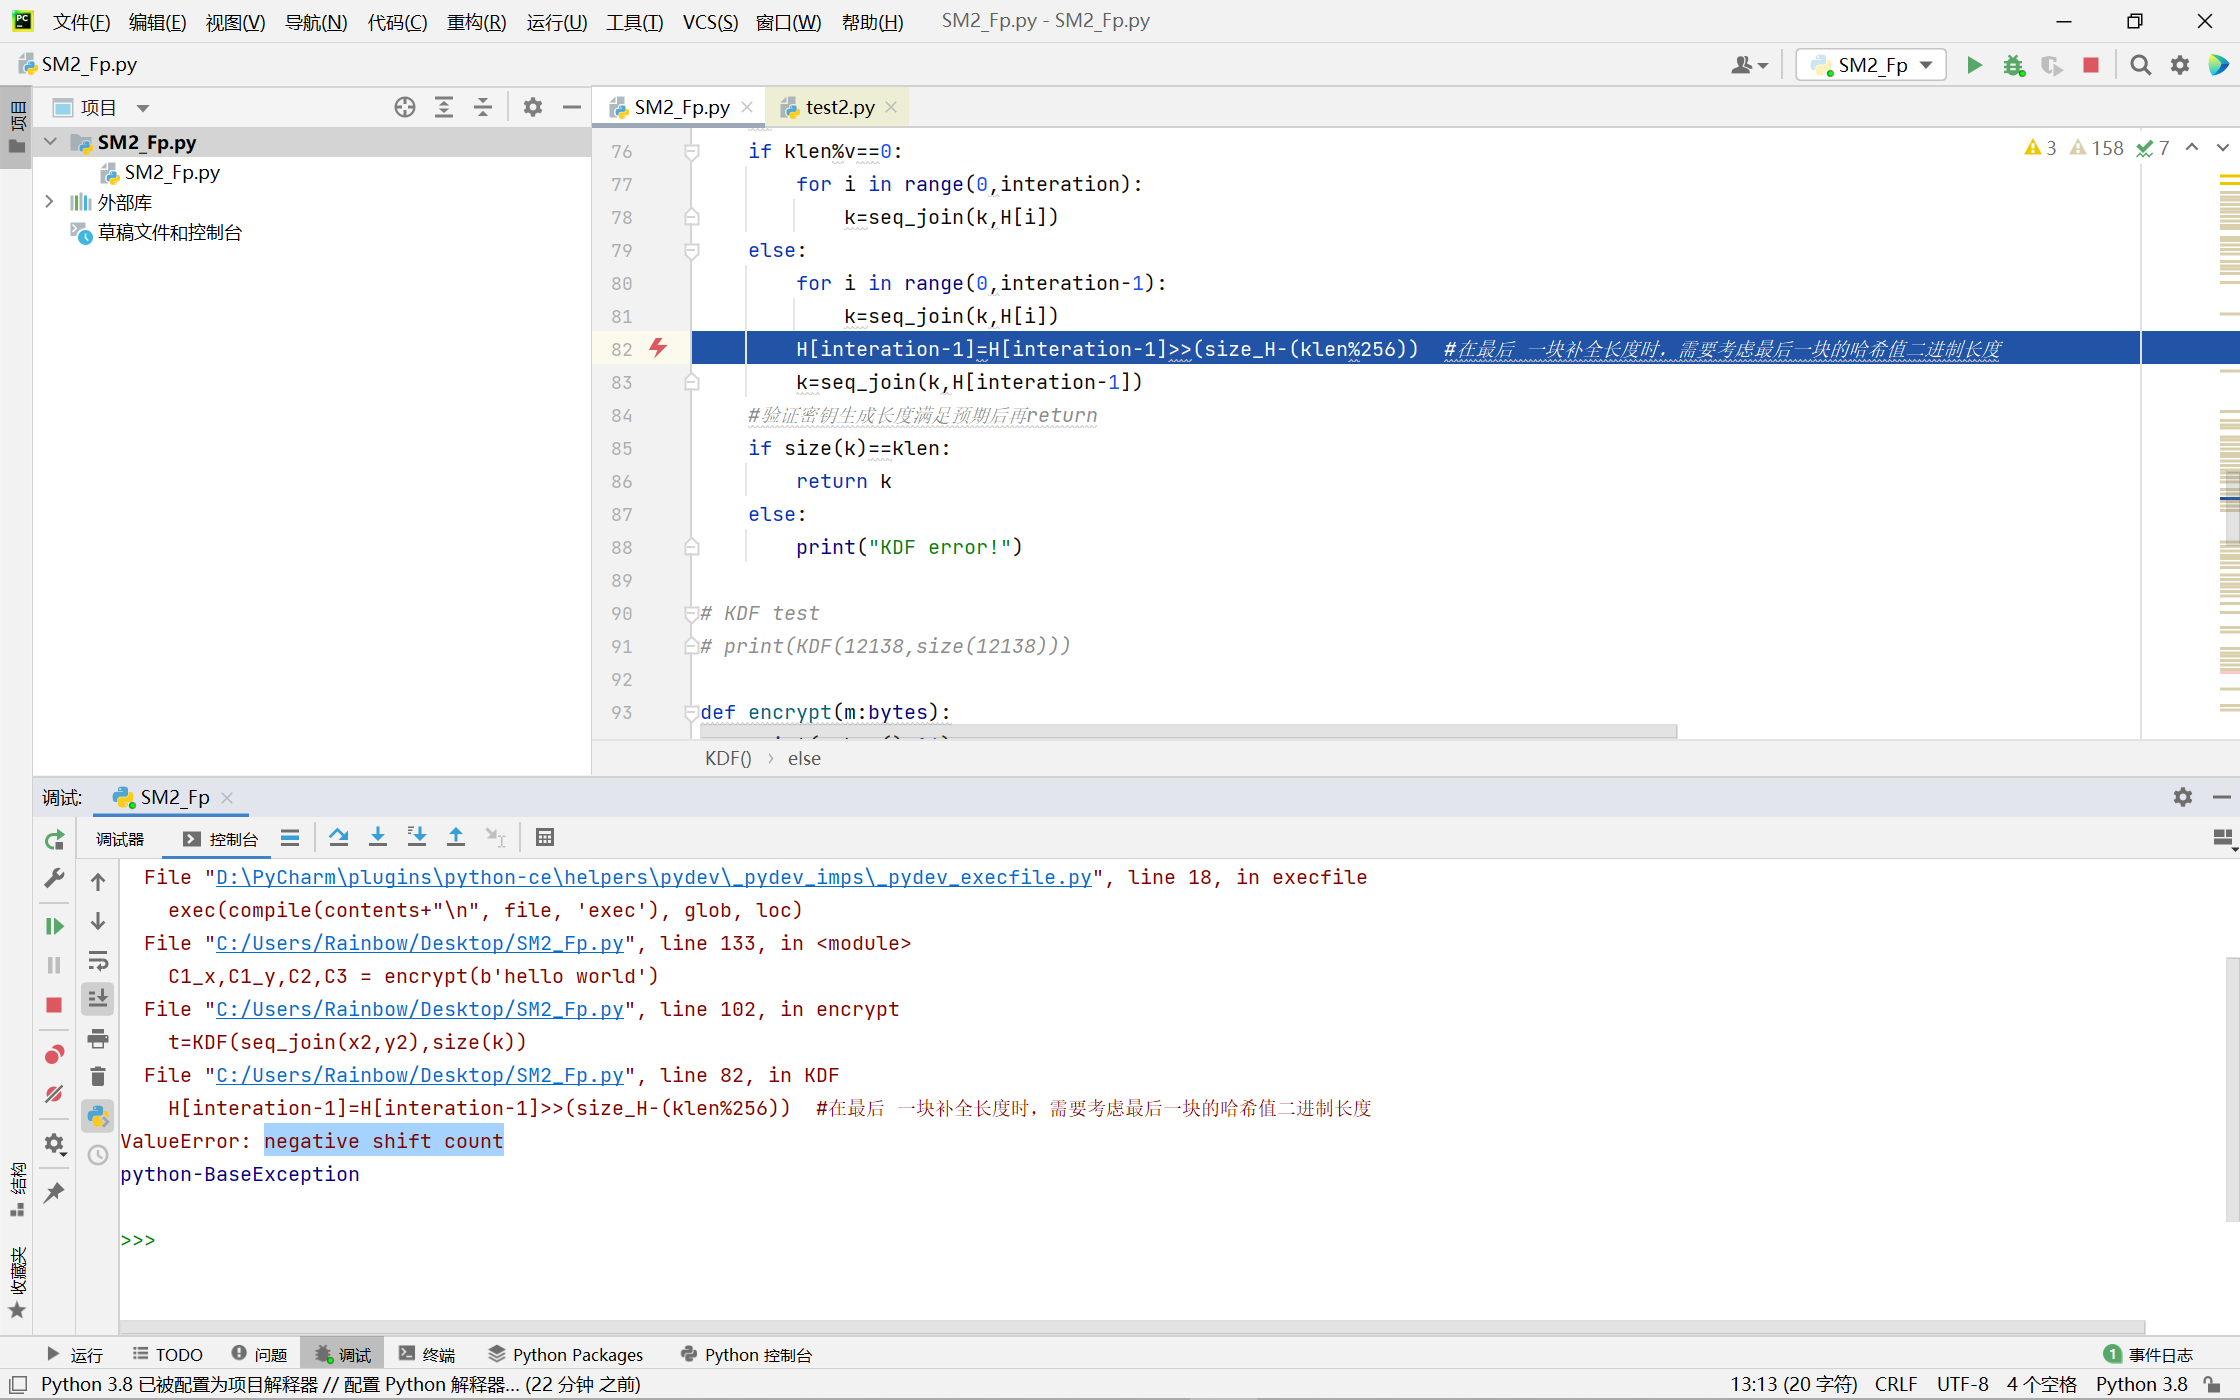 文件(F) 编辑(E) 视图(V) 导航(N) 代码(C) 重构(R) 运行(U) 工具(T) VCS(S) 窗口(W) 帮助(H) SM2_Fp.py - SM2_Fp.py
SM2_Fp.py
SM2_Fp
项目
项目
SM2_Fp.py
SM2_Fp.py
外部库
草稿文件和控制台
SM2_Fp.py
test2.py
3 158 7
76 if klen%v==0:
77 for i in range(0,interation):
78 k=seq_join(k,H[i])
79 else:
80 for i in range(0,interation-1):
81 k=seq_join(k,H[i])
82 H[interation-1]=H[interation-1]>>(size_H-(klen%256)) #在最后 一块补全长度时，需要考虑最后一块的哈希值二进制长度
83 k=seq_join(k,H[interation-1])
84 #验证密钥生成长度满足预期后再return
85 if size(k)==klen:
86 return k
87 else:
88 print("KDF error!")
89
90 # KDF test
91 # print(KDF(12138,size(12138)))
92
93 def encrypt(m:bytes):
KDF() › else
调试: SM2_Fp
调试器 控制台
File "D:\PyCharm\plugins\python-ce\helpers\pydev\_pydev_imps\_pydev_execfile.py", line 18, in execfile
exec(compile(contents+"\n", file, 'exec'), glob, loc)
File "C:/Users/Rainbow/Desktop/SM2_Fp.py", line 133, in <module>
C1_x,C1_y,C2,C3 = encrypt(b'hello world')
File "C:/Users/Rainbow/Desktop/SM2_Fp.py", line 102, in encrypt
t=KDF(seq_join(x2,y2),size(k))
File "C:/Users/Rainbow/Desktop/SM2_Fp.py", line 82, in KDF
H[interation-1]=H[interation-1]>>(size_H-(klen%256)) #在最后 一块补全长度时，需要考虑最后一块的哈希值二进制长度
ValueError: negative shift count
python-BaseException
>>>
结构
收藏夹
运行 TODO 问题 调试 终端 Python Packages Python 控制台 1 事件日志
Python 3.8 已被配置为项目解释器 // 配置 Python 解释器... (22 分钟 之前) 13:13 (20 字符) CRLF UTF-8 4 个空格 Python 3.8